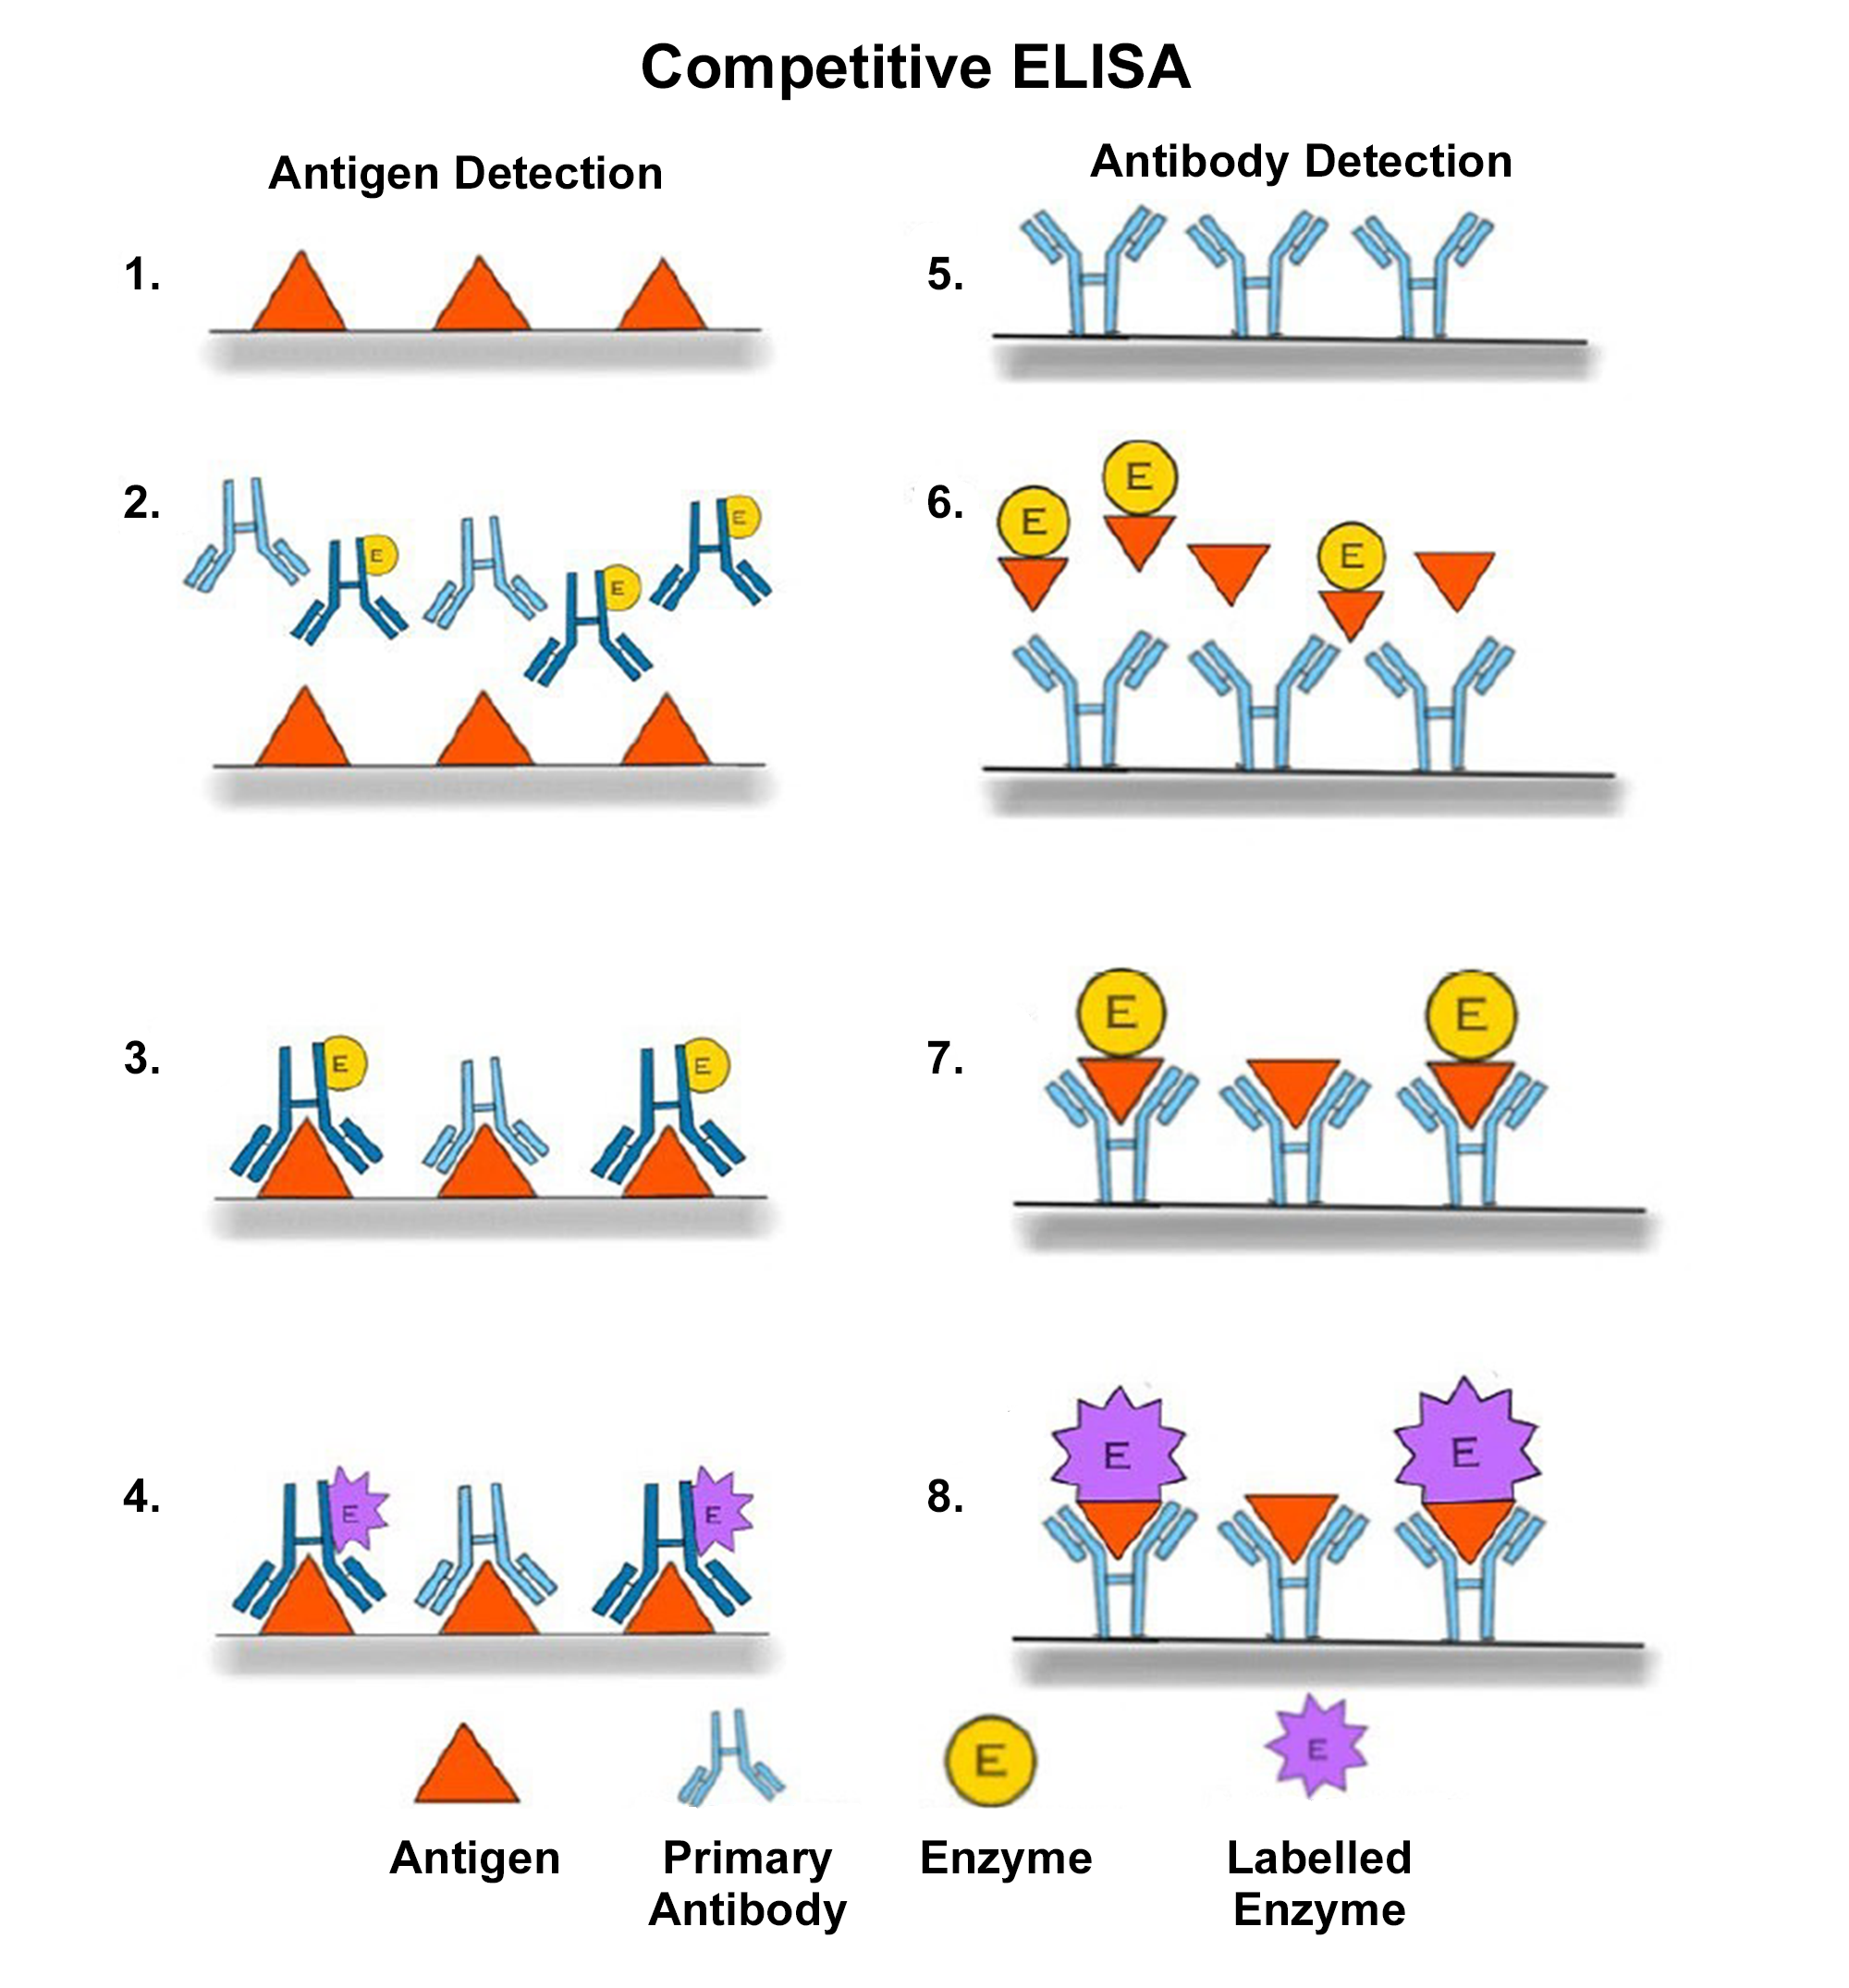 Competitive ELISA
Antigen Detection
Antibody Detection
1.
5.
2.
E
E
E
6.
E
E
E
3.
E
E
7.
E
E
4.
E
E
8.
E
E
E
E
Antigen
Primary
Antibody
Enzyme
Labelled
Enzyme